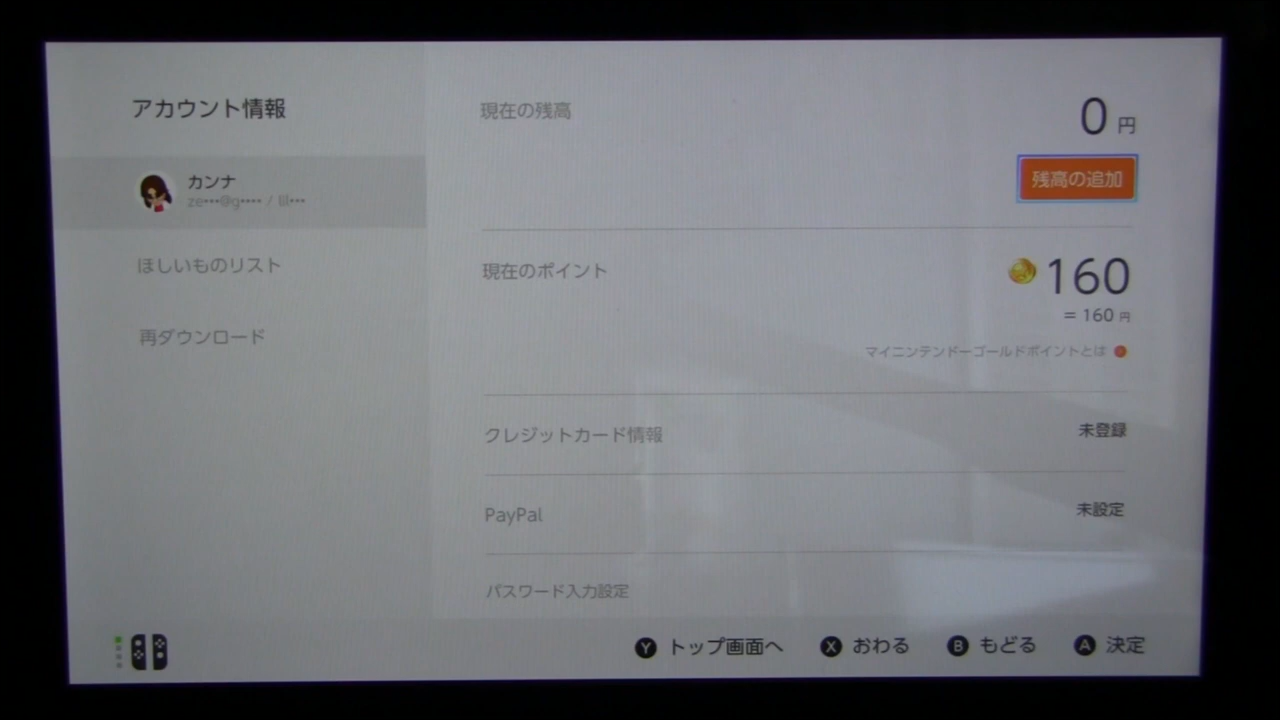 アカウント情報
カンナ
ze•••@g•••• / lil•••
ほしいものリスト
再ダウンロード
現在の残高
0 円
残高の追加
現在のポイント
160
= 160 円
マイニンテンドーゴールドポイントとは
クレジットカード情報
未登録
PayPal
未設定
パスワード入力設定
Y トップ画面へ
X おわる
B もどる
A 決定